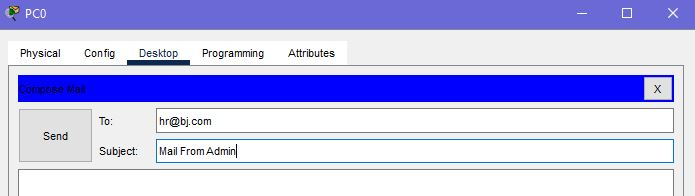 PC0
Physical Config Desktop Programming Attributes
Compose Mail X
Send
To: hr@bj.com
Subject: Mail From Admin